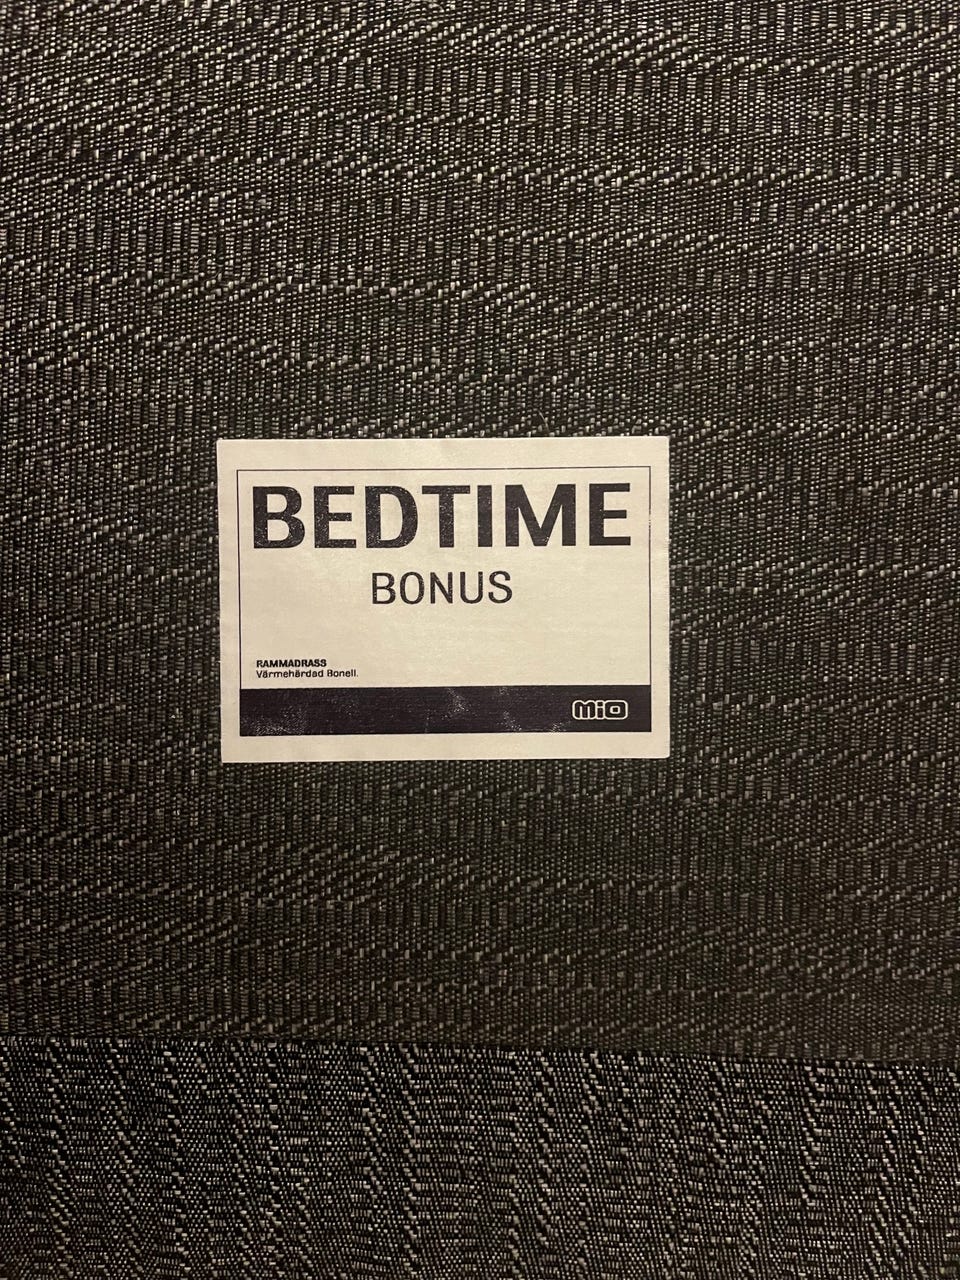 BEDTIME
BONUS
RAMMADRASS
Värmehärdad Bonell.
MiO